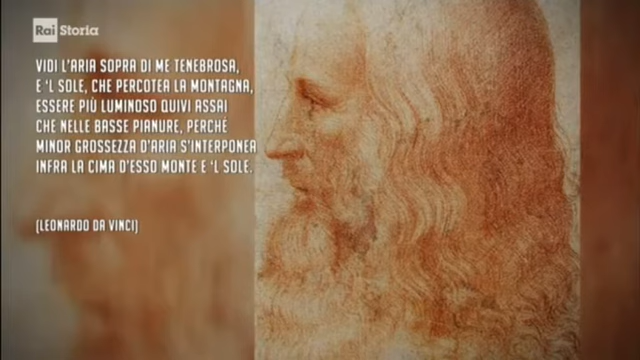 Rai Storia
VIDI L'ARIA SOPRA DI ME TENEBROSA,
E 'L SOLE, CHE PERCOTEA LA MONTAGNA,
ESSERE PIÙ LUMINOSO QUIVI ASSAI
CHE NELLE BASSE PIANURE, PERCHÉ
MINOR GROSSEZZA D'ARIA S'INTERPONEA
INFRA LA CIMA D'ESSO MONTE E 'L SOLE.
(LEONARDO DA VINCI)